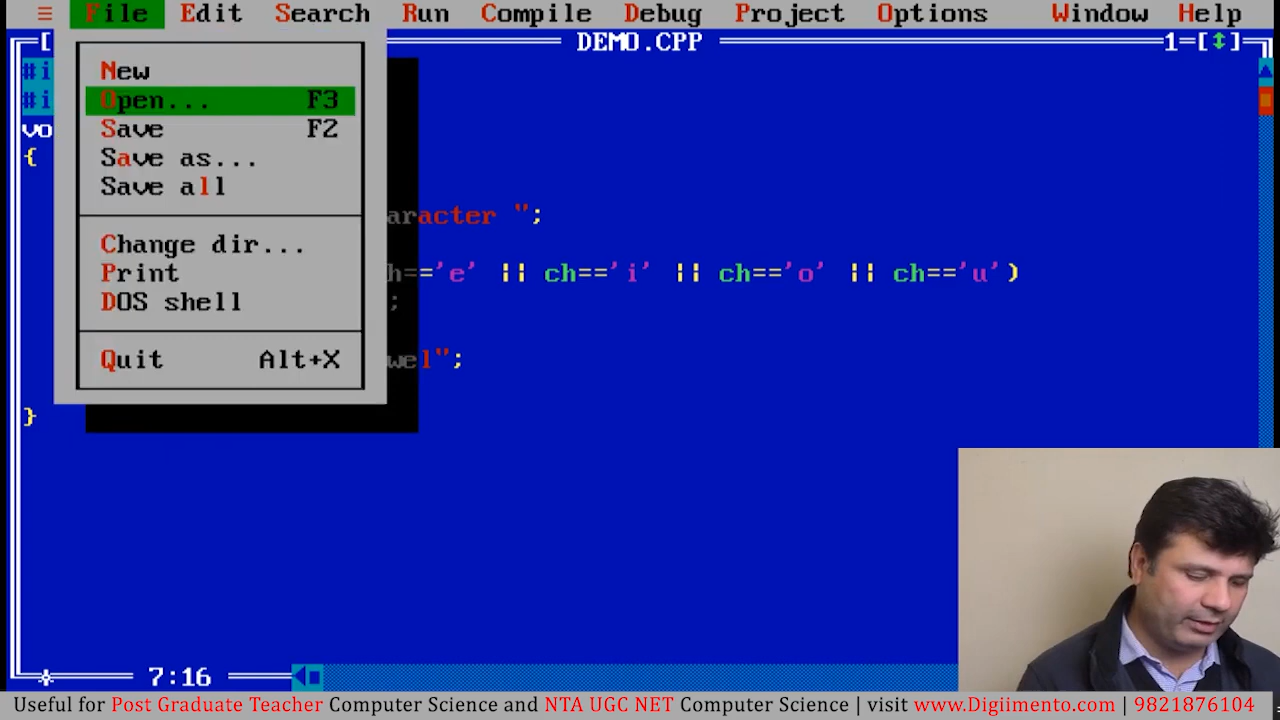 ≡ File Edit Search Run Compile Debug Project Options Window Help
[ DEMO.CPP 1=[↕]
#i
#i
vo
{
New
Open... F3
Save F2
Save as...
Save all
Change dir...
Print
DOS shell
Quit Alt+X
aracter ";
h=='e' || ch=='i' || ch=='o' || ch=='u')
;
wel";
}
7:16
Useful for Post Graduate Teacher Computer Science and NTA UGC NET Computer Science | visit www.Digiimento.com | 9821876104